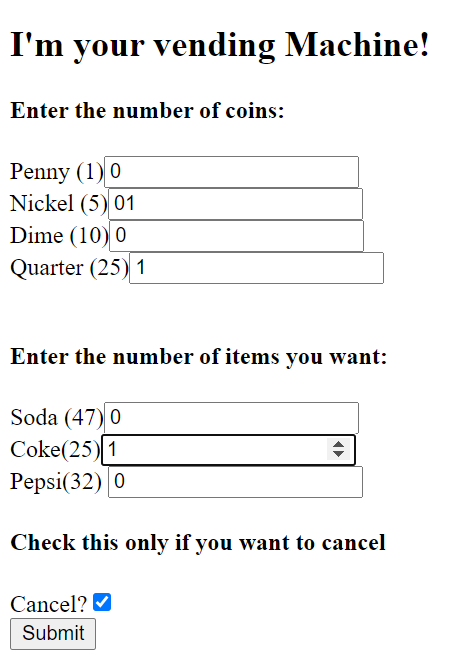 I'm your vending Machine!
Enter the number of coins:
Penny (1) 0
Nickel (5) 01
Dime (10) 0
Quarter (25) 1
Enter the number of items you want:
Soda (47) 0
Coke(25) 1
Pepsi(32) 0
Check this only if you want to cancel
Cancel?
Submit